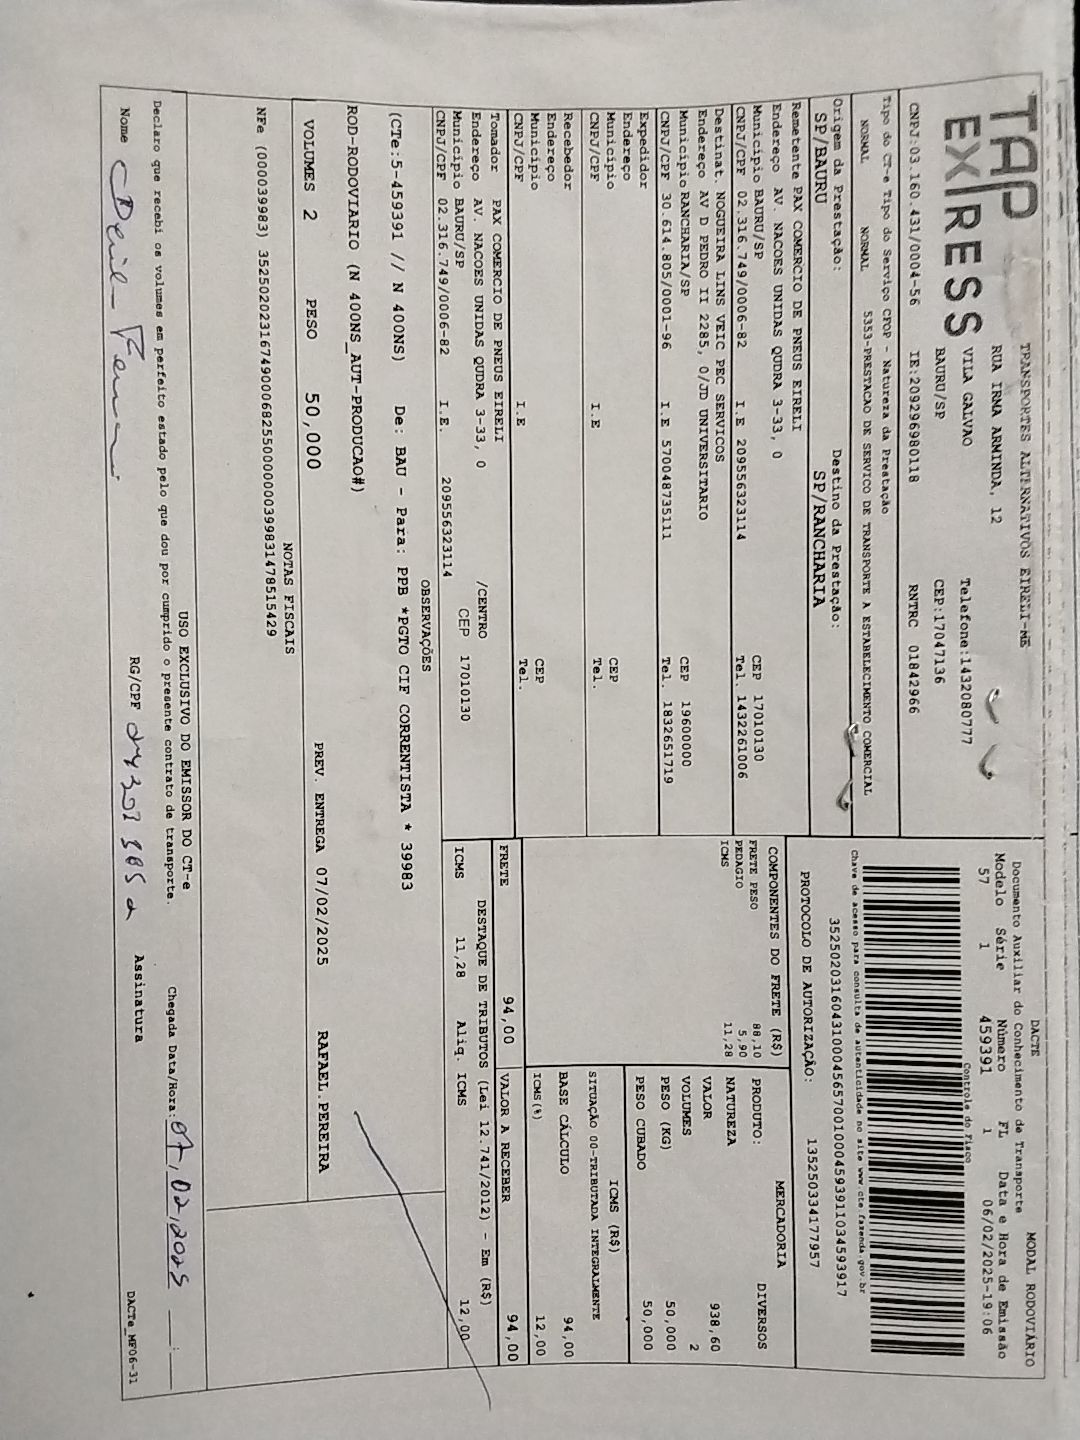 TAP
EXPRESS
TRANSPORTES ALTERNATIVOS EIRELI-ME
RUA IRMA ARMINDA, 12
VILA GALVAO Telefone:1432080777
BAURU/SP CEP:17047136
CNPJ:03.160.431/0004-56 IE:209296980118 RNTRC 01842966
DACTE MODAL RODOVIÁRIO
Documento Auxiliar do Conhecimento de Transporte
Modelo Série Número FL Data e Hora de Emissão
57 1 459391 1 06/02/2025-19:06
Controle do Fisco
Chave de acesso para consulta de autenticidade no site www.cte.fazenda.gov.br
35250203160431000456570010004593911034593917
PROTOCOLO DE AUTORIZAÇÃO: 135250334177957
Tipo do CT-e Tipo do Serviço CFOP - Natureza da Prestação
NORMAL NORMAL 5353-PRESTACAO DE SERVICO DE TRANSPORTE A ESTABELECIMENTO COMERCIAL
Origem da Prestação: Destino da Prestação:
SP/BAURU SP/RANCHARIA
Remetente PAX COMERCIO DE PNEUS EIRELI
Endereço AV. NACOES UNIDAS QUDRA 3-33, 0
Município BAURU/SP CEP 17010130
CNPJ/CPF 02.316.749/0006-82 I.E 209556323114 Tel. 1432261006
Destinat. NOGUEIRA LINS VEIC PEC SERVICOS
Endereço AV D PEDRO II 2285, 0/JD UNIVERSITARIO
Município RANCHARIA/SP CEP 19600000
CNPJ/CPF 30.614.805/0001-96 I.E 570048735111 Tel. 1832651719
Expedidor
Endereço
Município CEP
CNPJ/CPF I.E Tel.
Recebedor
Endereço
Município CEP
CNPJ/CPF I.E Tel.
Tomador PAX COMERCIO DE PNEUS EIRELI
Endereço AV. NACOES UNIDAS QUDRA 3-33, 0 /CENTRO
Município BAURU/SP CEP 17010130
CNPJ/CPF 02.316.749/0006-82 I.E. 209556323114
COMPONENTES DO FRETE (R$)
FRETE PESO 88,10
PEDAGIO 5,90
ICMS 11,28
PRODUTO: MERCADORIA
NATUREZA DIVERSOS
VALOR 938,60
VOLUMES 2
PESO (KG) 50,000
PESO CUBADO 50,000
ICMS (R$)
SITUAÇÃO 00-TRIBUTADA INTEGRALMENTE
BASE CÁLCULO 94,00
ICMS(%) 12,00
FRETE 94,00 VALOR A RECEBER 94,00
DESTAQUE DE TRIBUTOS (Lei 12.741/2012) - Em (R$)
ICMS 11,28 Aliq. ICMS 12,00
OBSERVAÇÕES
(CTe:5-459391 // N 400NS) De: BAU - Para: PPB *PGTO CIF CORRENTISTA * 39983
ROD-RODOVIARIO (N 400NS_AUT-PRODUCAO#)
VOLUMES 2 PESO 50,000 PREV. ENTREGA 07/02/2025 RAFAEL.PEREIRA
NOTAS FISCAIS
NFe (000039983) 35250202316749000682550000000399831478515429
USO EXCLUSIVO DO EMISSOR DO CT-e
Declaro que recebi os volumes em perfeito estado pelo que dou por cumprido o presente contrato de transporte. Chegada Data/Hora: 07/02/2025 __:__
Nome RG/CPF Assinatura DACTe_MF06-31